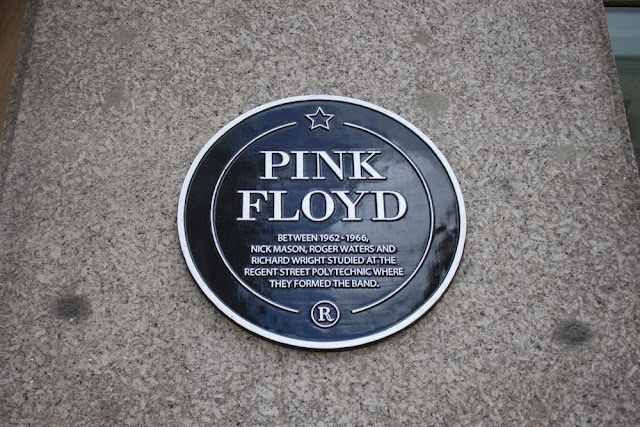 PINK
FLOYD
BETWEEN 1962-1966,
NICK MASON, ROGER WATERS AND
RICHARD WRIGHT STUDIED AT THE
REGENT STREET POLYTECHNIC WHERE
THEY FORMED THE BAND.
R